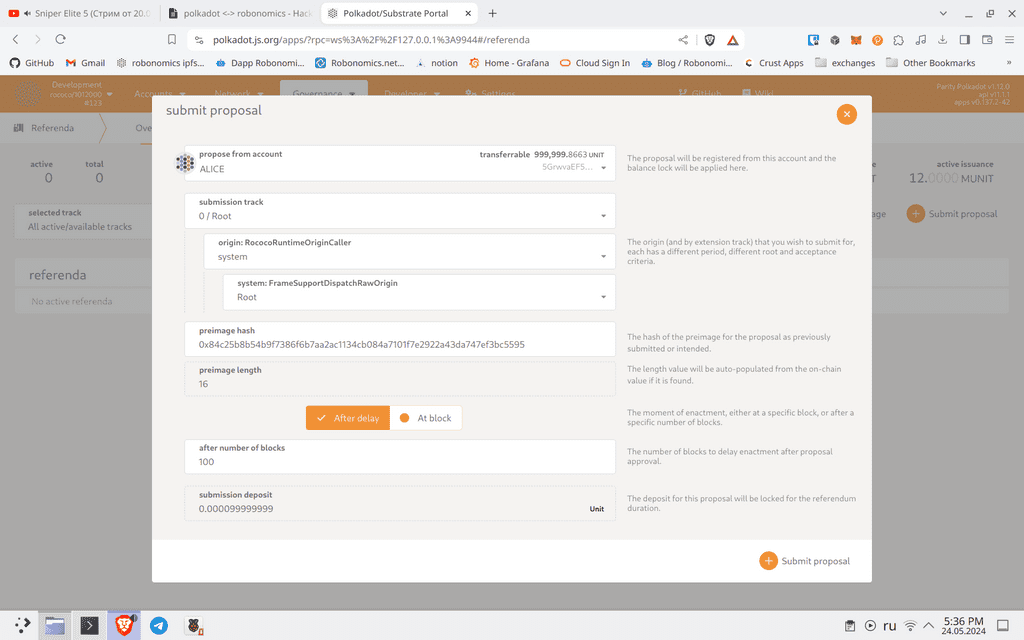 Sniper Elite 5 (Стрим от 20.0
polkadot <-> robonomics - Hac
Polkadot/Substrate Portal
polkadot.js.org/apps/?rpc=ws%3A%2F%2F127.0.0.1%3A9944#/referenda
GitHub
Gmail
robonomics ipfs...
Dapp Robonomi...
Robonomics.net...
notion
Home - Grafana
Cloud Sign In
Blog / Robonomi...
Crust Apps
exchanges
Other Bookmarks
»
Development
rococo/1012000
#123
Accounts
Network
Governance
Developer
Settings
GitHub
Wiki
Parity Polkadot v1.12.0
api v11.1.1
apps v0.137.2-42
Referenda
Ove
active
0
total
0
e
T
active issuance
12.0000 MUNIT
selected track
All active/available tracks
age
Submit proposal
referenda
No active referenda
submit proposal
propose from account
transferrable 999,999.8663 UNIT
ALICE
5GrwvaEF5...
The proposal will be registered from this account and the
balance lock will be applied here.
submission track
0 / Root
origin: RococoRuntimeOriginCaller
system
The origin (and by extension track) that you wish to submit for,
each has a different period, different root and acceptance
criteria.
system: FrameSupportDispatchRawOrigin
Root
preimage hash
0x84c25b8b54b9f7386f6b7aa2ac1134cb084a7101f7e2922a43da747ef3bc5595
The hash of the preimage for the proposal as previously
submitted or intended.
preimage length
16
The length value will be auto-populated from the on-chain
value if it is found.
After delay
At block
The moment of enactment, either at a specific block, or after a
specific number of blocks.
after number of blocks
100
The number of blocks to delay enactment after proposal
approval.
submission deposit
0.000099999999
Unit
The deposit for this proposal will be locked for the referendum
duration.
Submit proposal
ru
5:36 PM
24.05.2024